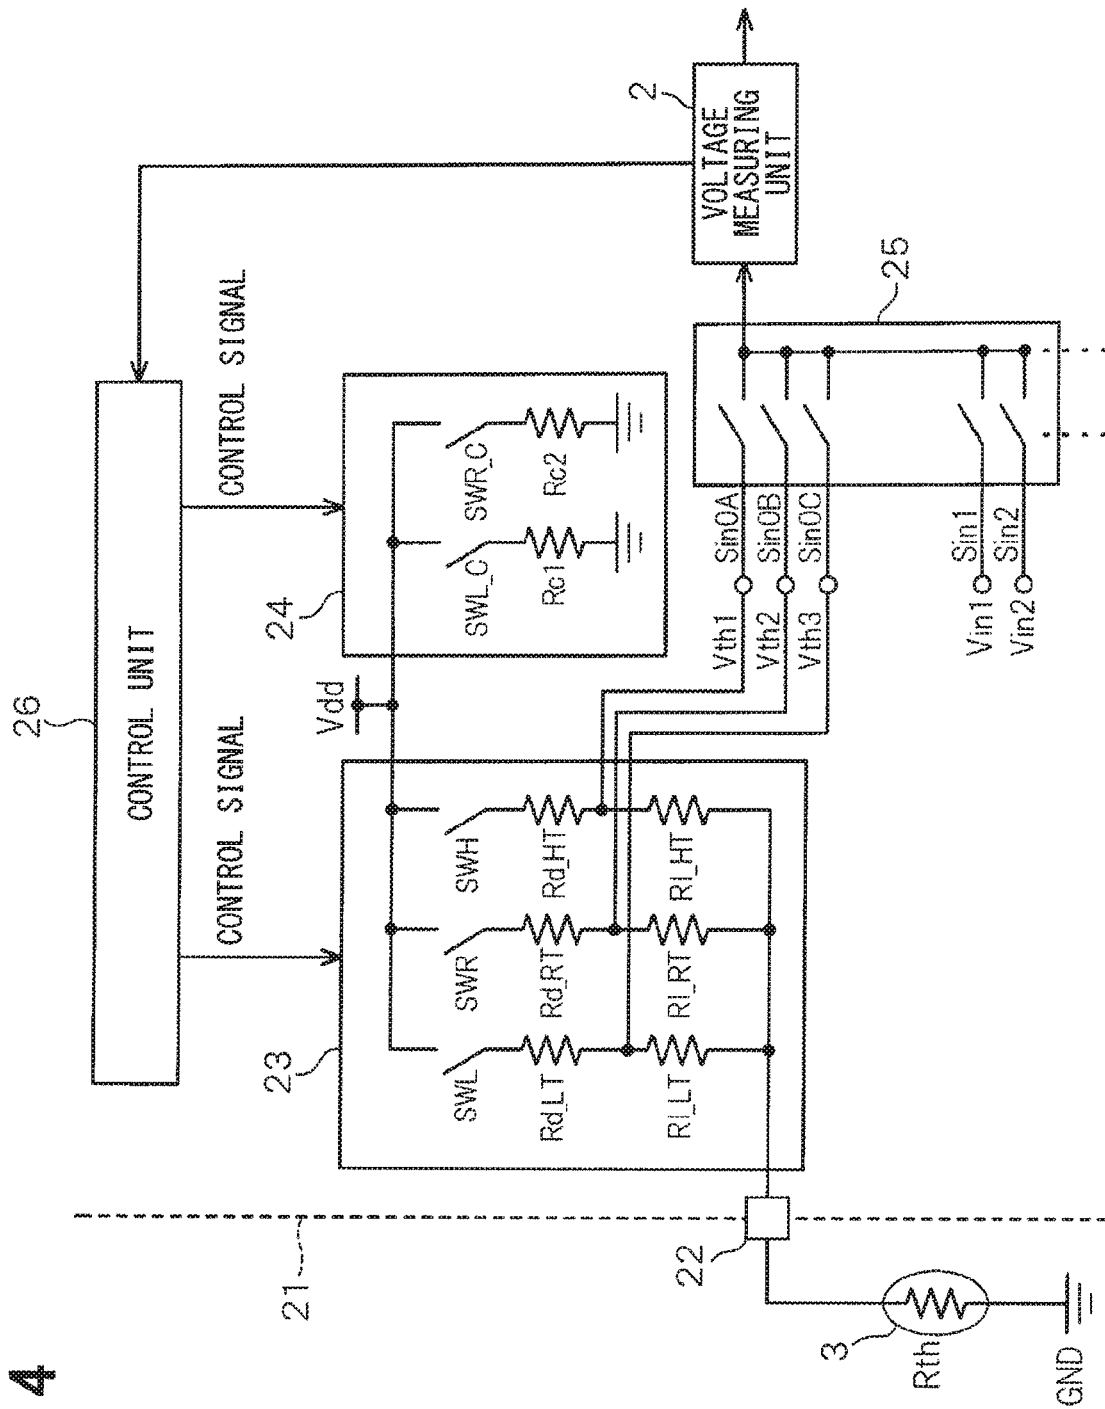 4
26
CONTROL UNIT
CONTROL SIGNAL
CONTROL SIGNAL
2
VOLTAGE
MEASURING
UNIT
21
23
Vdd
24
25
SWL
SWR
SWH
SWL_C
SWR_C
Rd_LT
Rd_RT
Rd_HT
Rc1
Rc2
Rl_LT
Rl_RT
Rl_HT
22
Vth1
Sin0A
Vth2
Sin0B
Vth3
Sin0C
3
Rth
Vin1
Sin1
Vin2
Sin2
GND